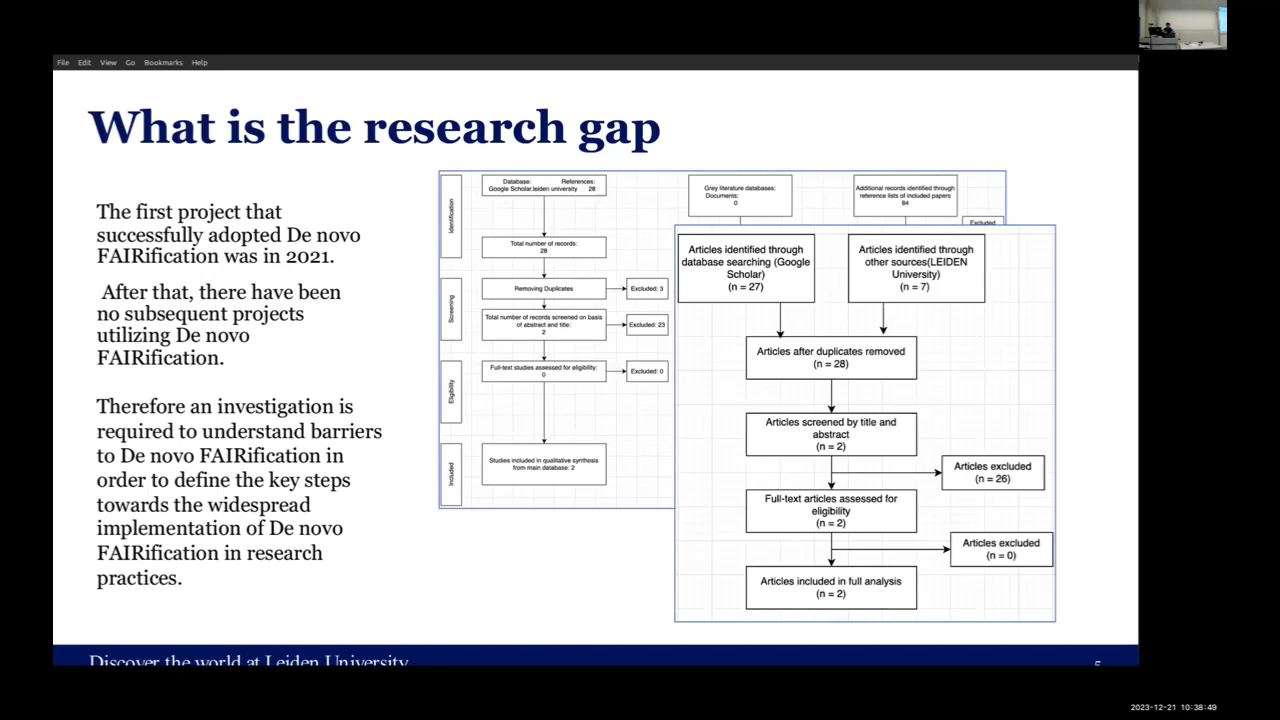 File Edit View Go Bookmarks Help
What is the research gap
The first project that
successfully adopted De novo
FAIRification was in 2021.
After that, there have been
no subsequent projects
utilizing De novo
FAIRification.
Therefore an investigation is
required to understand barriers
to De novo FAIRification in
order to define the key steps
towards the widespread
implementation of De novo
FAIRification in research
practices.
Identification
Database: References:
Google Scholar,leiden university 28
Grey literature databases:
Documents:
0
Additional records identified through
reference lists of included papers
84
Excluded
Total number of records:
28
Screening
Removing Duplicates
Excluded: 3
Total number of records screened on basis
of abstract and title:
2
Excluded: 23
Eligibility
Full-text studies assessed for eligibility:
0
Excluded: 0
Included
Studies included in qualitative synthesis
from main database: 2
Articles identified through
database searching (Google
Scholar)
(n = 27)
Articles identified through
other sources(LEIDEN
University)
(n = 7)
Articles after duplicates removed
(n = 28)
Articles screened by title and
abstract
(n = 2)
Articles excluded
(n = 26)
Full-text articles assessed for
eligibility
(n = 2)
Articles excluded
(n = 0)
Articles included in full analysis
(n = 2)
Discover the world at Leiden University
5
2023-12-21 10:38:49